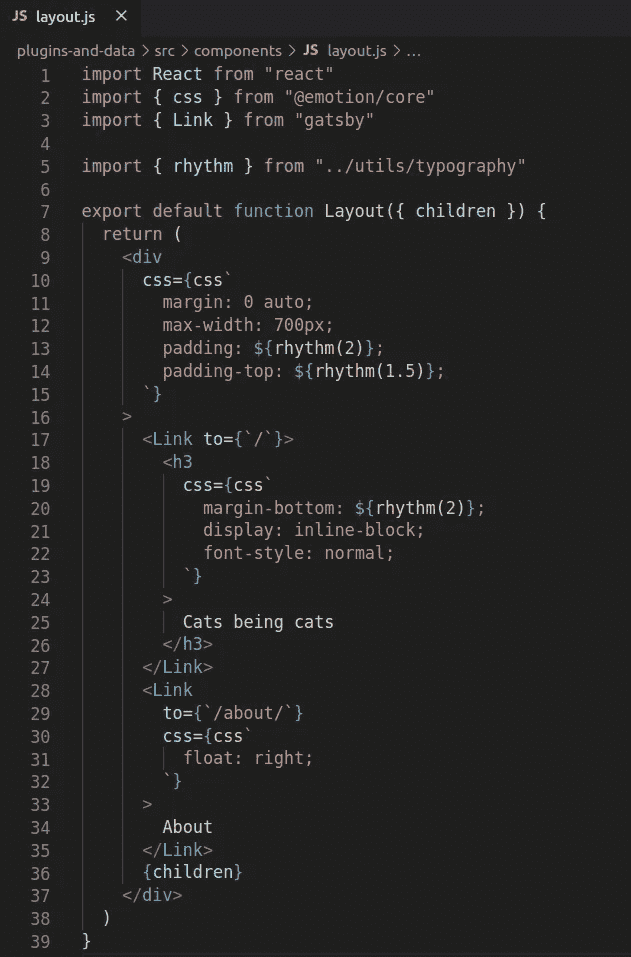 JS layout.js ×
plugins-and-data > src > components > JS layout.js > ...
1 import React from "react"
2 import { css } from "@emotion/core"
3 import { Link } from "gatsby"
4
5 import { rhythm } from "../utils/typography"
6
7 export default function Layout({ children }) {
8   return (
9     <div
10       css={css`
11         margin: 0 auto;
12         max-width: 700px;
13         padding: ${rhythm(2)};
14         padding-top: ${rhythm(1.5)};
15       `}
16     >
17       <Link to={`/`}>
18         <h3
19           css={css`
20             margin-bottom: ${rhythm(2)};
21             display: inline-block;
22             font-style: normal;
23           `}
24         >
25           Cats being cats
26         </h3>
27       </Link>
28       <Link
29         to={`/about/`}
30         css={css`
31           float: right;
32         `}
33       >
34         About
35       </Link>
36       {children}
37     </div>
38   )
39 }